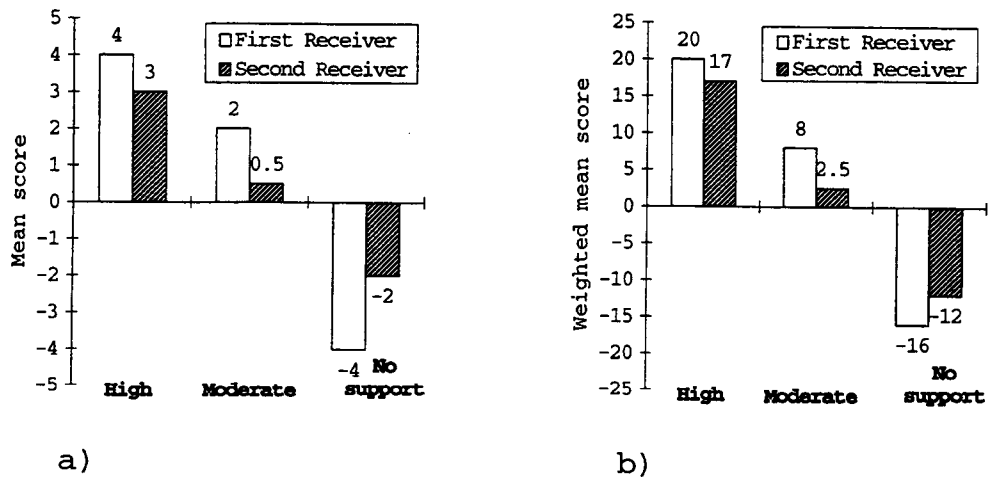 5
4
3
2
1
0
-1
-2
-3
-4
-5
Mean score
First Receiver
Second Receiver
4
3
2
0.5
-4
-2
High
Moderate
No
support
a)
25
20
15
10
5
0
-5
-10
-15
-20
-25
Weighted mean score
First Receiver
Second Receiver
20
17
8
2.5
-16
-12
High
Moderate
No
support
b)